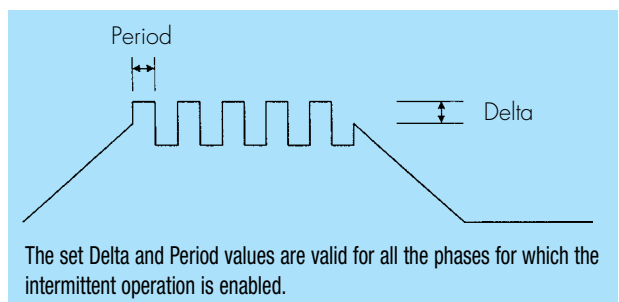 Period
Delta
The set Delta and Period values are valid for all the phases for which the
intermittent operation is enabled.